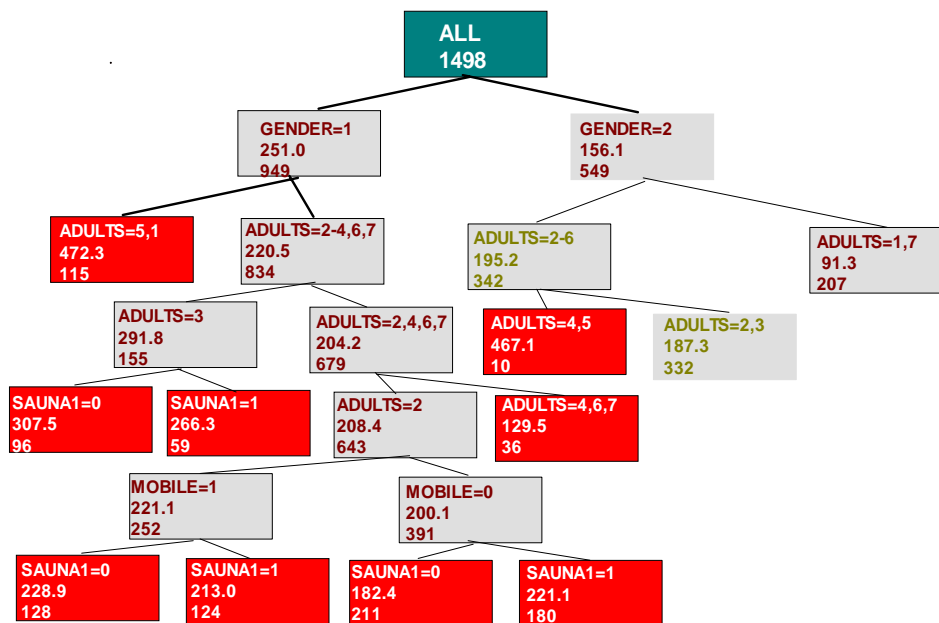 ALL
1498
GENDER=1
251.0
949
GENDER=2
156.1
549
ADULTS=5,1
472.3
115
ADULTS=2-4,6,7
220.5
834
ADULTS=2-6
195.2
342
ADULTS=1,7
91.3
207
ADULTS=3
291.8
155
ADULTS=2,4,6,7
204.2
679
ADULTS=4,5
467.1
10
ADULTS=2,3
187.3
332
SAUNA1=0
307.5
96
SAUNA1=1
266.3
59
ADULTS=2
208.4
643
ADULTS=4,6,7
129.5
36
MOBILE=1
221.1
252
MOBILE=0
200.1
391
SAUNA1=0
228.9
128
SAUNA1=1
213.0
124
SAUNA1=0
182.4
211
SAUNA1=1
221.1
180